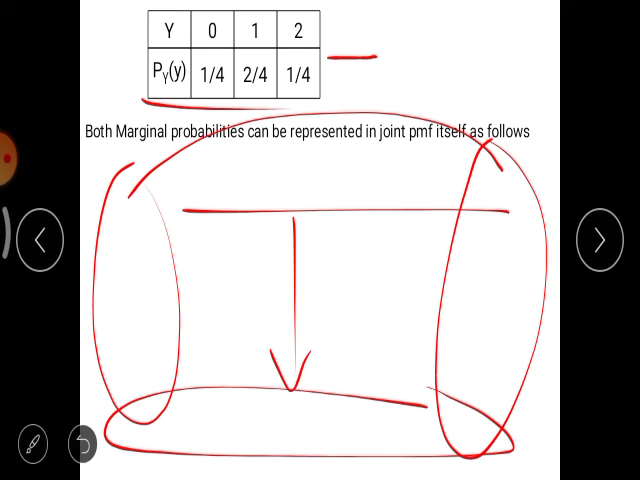 Y 0 1 2
PY(y) 1/4 2/4 1/4
Both Marginal probabilities can be represented in joint pmf itself as follows